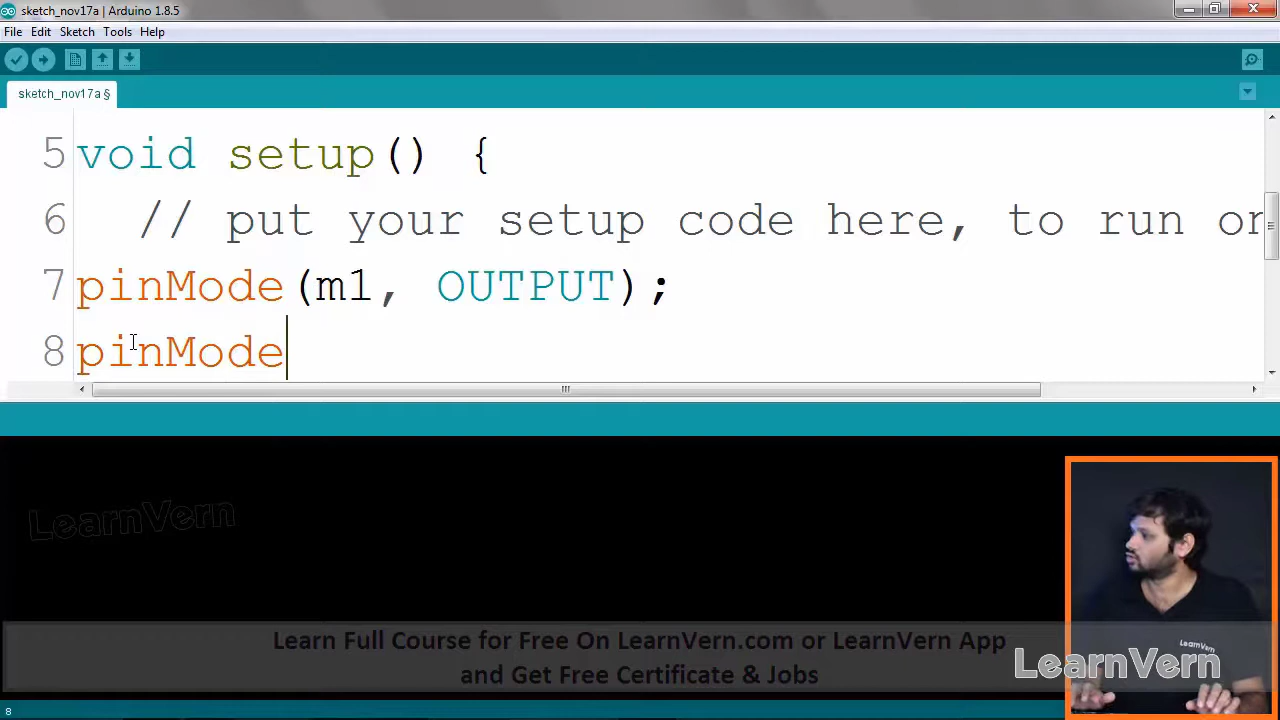 sketch_nov17a | Arduino 1.8.5
File Edit Sketch Tools Help
sketch_nov17a §
5 void setup() {
6 // put your setup code here, to run on
7 pinMode(m1, OUTPUT);
8 pinMode
LearnVern
Learn Full Course for Free On LearnVern.com or LearnVern App
and Get Free Certificate & Jobs
LearnVern
LearnVern
8